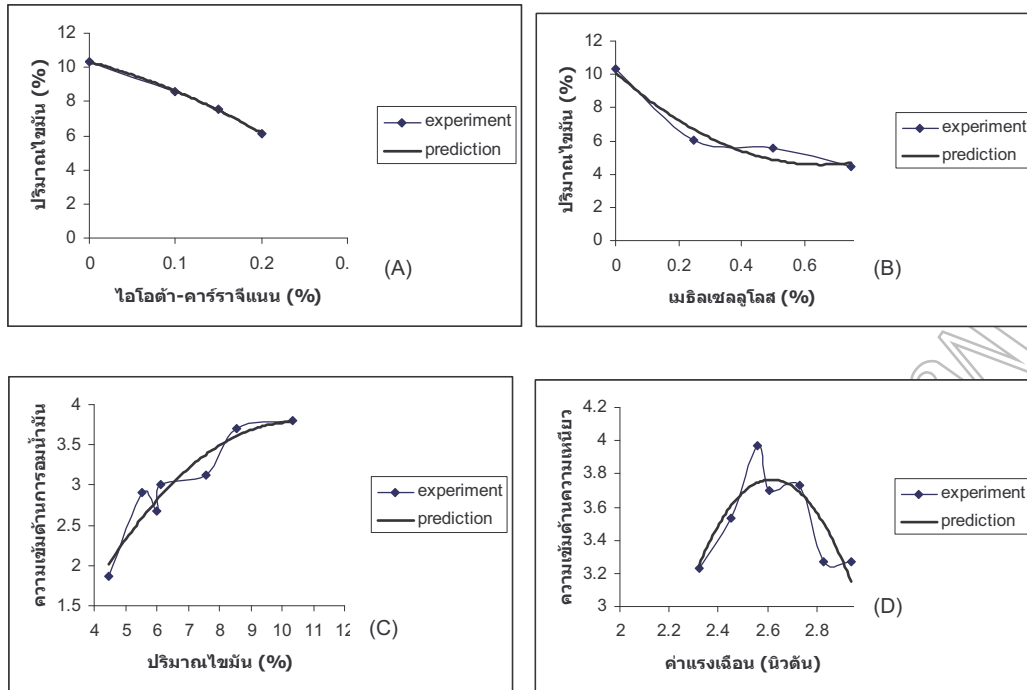 ปริมาณไขมัน (%)
12
10
8
6
4
2
0
0 0.1 0.2 0.
ไอโอต้า-คาร์ราจีแนน (%)
experiment
prediction
(A)
ปริมาณไขมัน (%)
12
10
8
6
4
2
0
0 0.2 0.4 0.6
เมธิลเซลลูโลส (%)
experiment
prediction
(B)
ความเข้มด้านการอมน้ำมัน
4
3.5
3
2.5
2
1.5
4 5 6 7 8 9 10 11 12
ปริมาณไขมัน (%)
experiment
prediction
(C)
ความเข้มด้านความเหนียว
4.2
4
3.8
3.6
3.4
3.2
3
2 2.2 2.4 2.6 2.8
ค่าแรงเฉือน (นิวตัน)
experiment
prediction
(D)